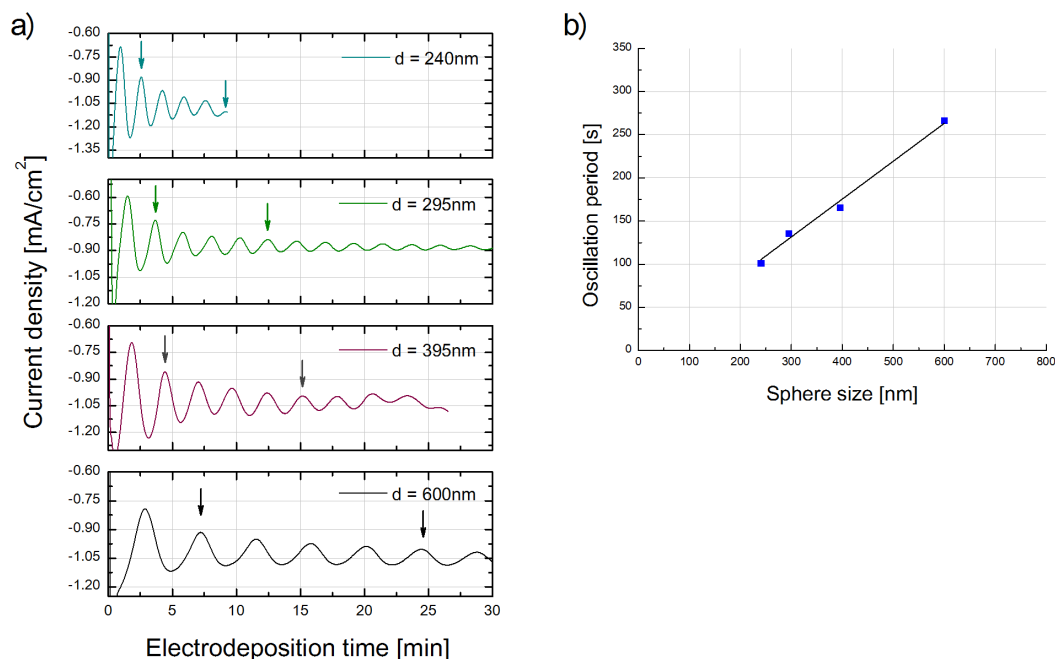 a)
Current density [mA/cm²]
-0.60
-0.75
-0.90
-1.05
-1.20
-1.35
d = 240nm
-0.60
-0.75
-0.90
-1.05
-1.20
d = 295nm
-0.60
-0.75
-0.90
-1.05
-1.20
d = 395nm
-0.60
-0.75
-0.90
-1.05
-1.20
d = 600nm
0 5 10 15 20 25 30
Electrodeposition time [min]
b)
Oscillation period [s]
350
300
250
200
150
100
50
0
0 100 200 300 400 500 600 700 800
Sphere size [nm]